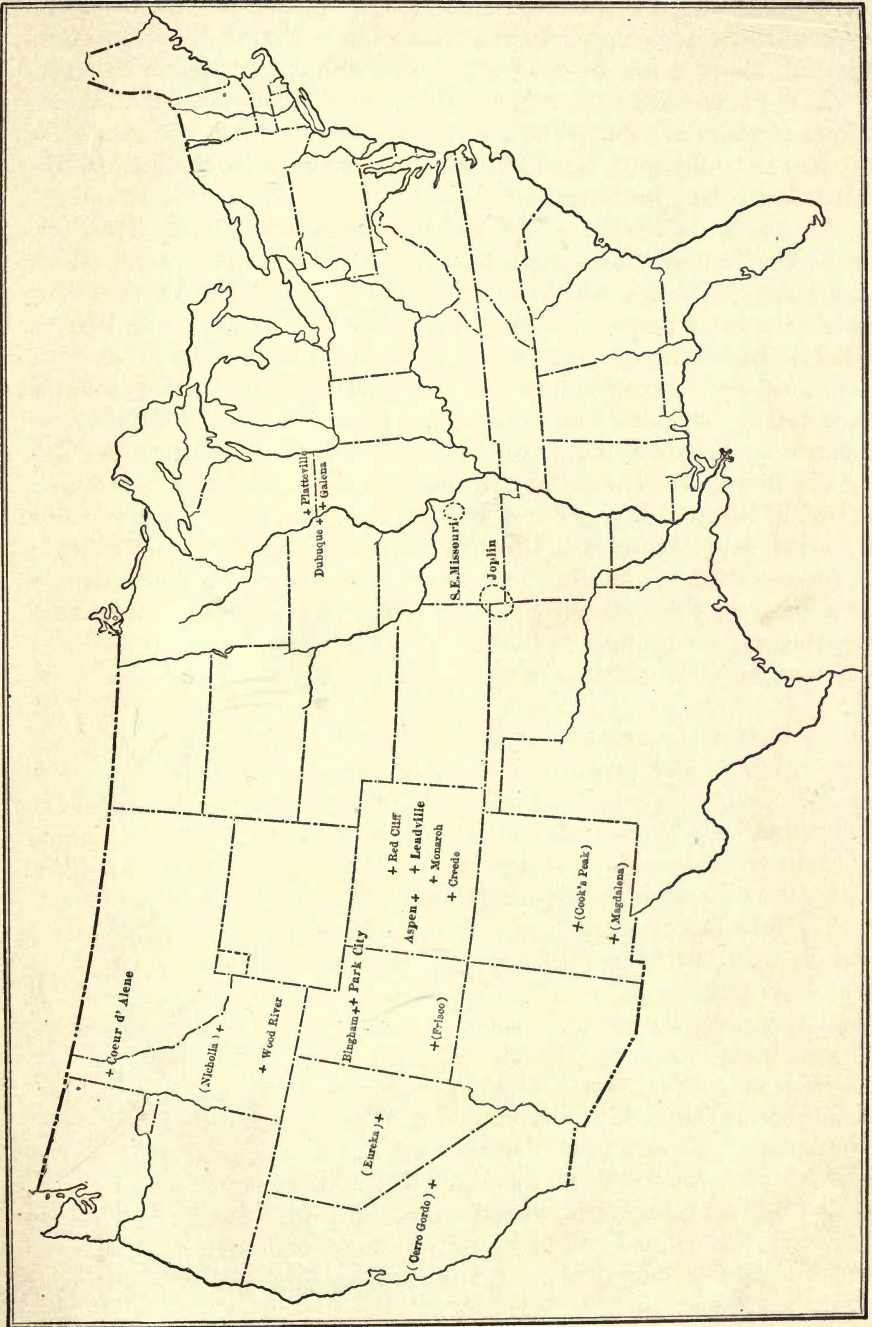 + Coeur d' Alene
(Nicholia) +
+ Wood River
Bingham + + Park City
+ (Frisco)
(Eureka) +
(Cerro Gordo) +
+ Red Cliff
Aspen + + Leadville
+ Monarch
+ Creede
+ (Cook's Peak)
+ (Magdalena)
+ Platteville
Dubuque + + Galena
S.E. Missouri
Joplin